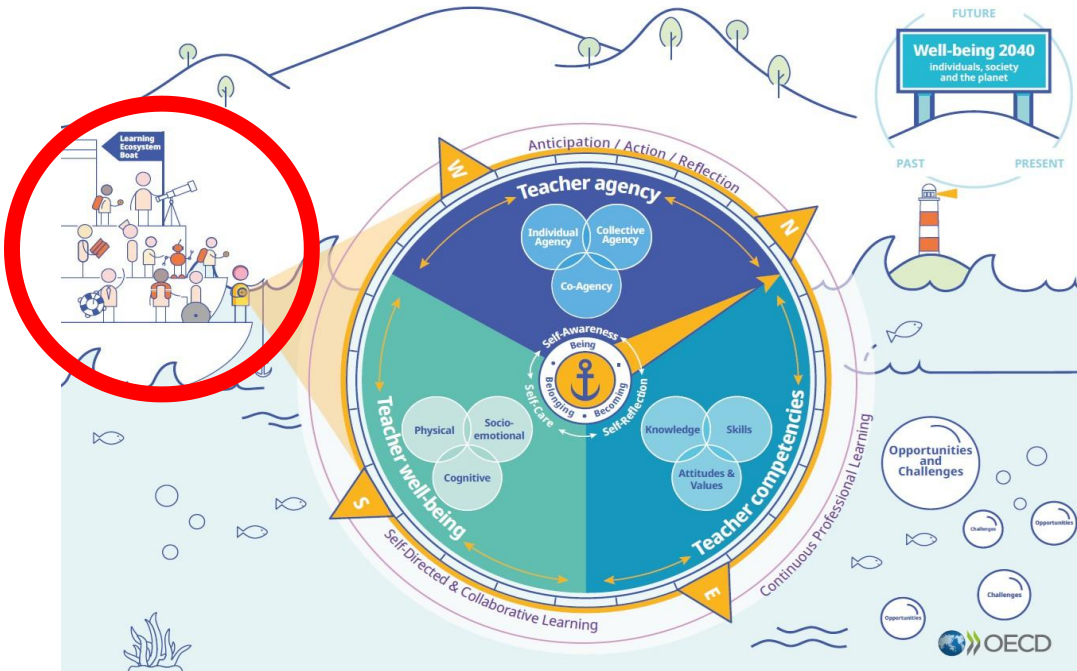 FUTURE
Well-being 2040
individuals, society
and the planet
PAST
PRESENT
Learning
Ecosystem
Boat
Anticipation / Action / Reflection
W
N
Teacher agency
Individual
Agency
Collective
Agency
Co-Agency
Self-Awareness
Being
Belonging
Becoming
Self-Care
Self-Reflection
Teacher well-being
Physical
Socio-
emotional
Cognitive
Teacher competencies
Knowledge
Skills
Attitudes &
Values
S
E
Self-Directed & Collaborative Learning
Continuous Professional Learning
Opportunities
and
Challenges
Challenges
Opportunities
Challenges
Opportunities
OECD